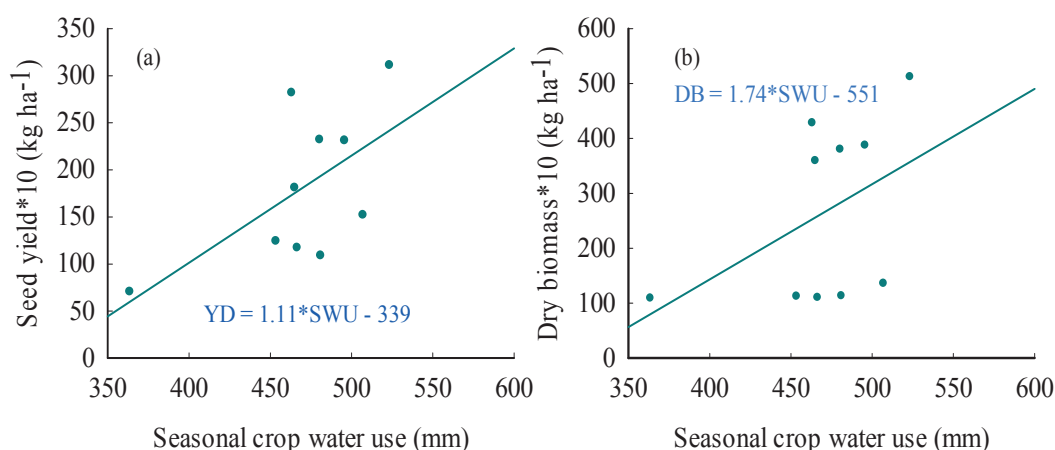 (a)
Seed yield*10 (kg ha-1)
350
300
250
200
150
100
50
0
YD = 1.11*SWU - 339
350 400 450 500 550 600
Seasonal crop water use (mm)
(b)
Dry biomass*10 (kg ha-1)
600
500
400
300
200
100
0
DB = 1.74*SWU - 551
350 400 450 500 550 600
Seasonal crop water use (mm)